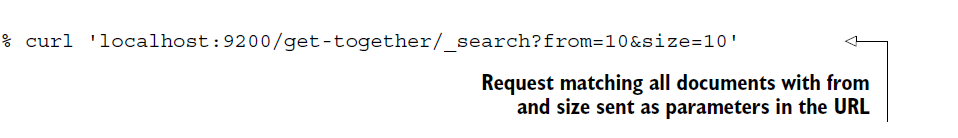 % curl 'localhost:9200/get-together/_search?from=10&size=10'
Request matching all documents with from
and size sent as parameters in the URL